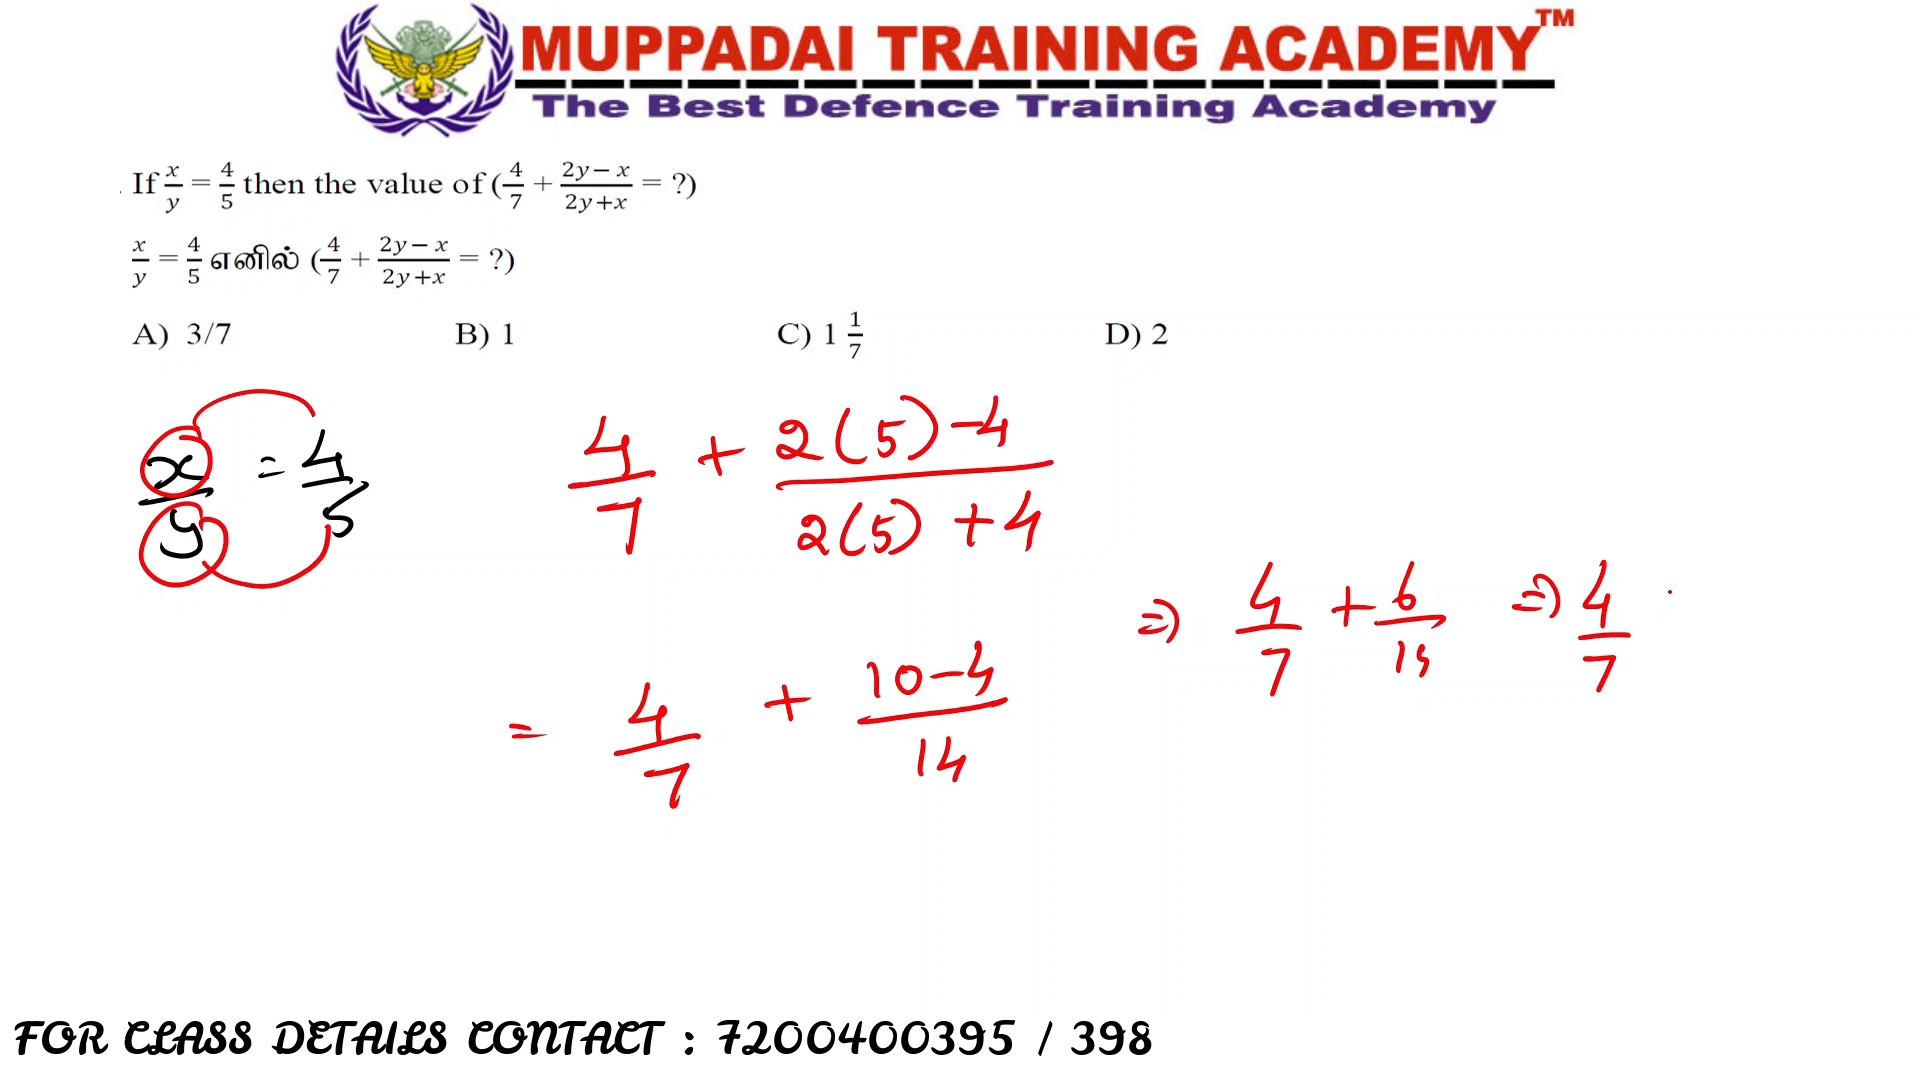 MUPPADAI TRAINING ACADEMY™
The Best Defence Training Academy
. If x/y = 4/5 then the value of (4/7 + (2y − x)/(2y+x) = ?)
x/y = 4/5 எனில் (4/7 + (2y − x)/(2y+x) = ?)
A) 3/7 B) 1 C) 1 1/7 D) 2
x/y = 4/5
4/7 + (2(5)-4)/(2(5)+4)
= 4/7 + (10-4)/14
⇒ 4/7 + 6/14 ⇒ 4/7
FOR CLASS DETAILS CONTACT : 7200400395 / 398